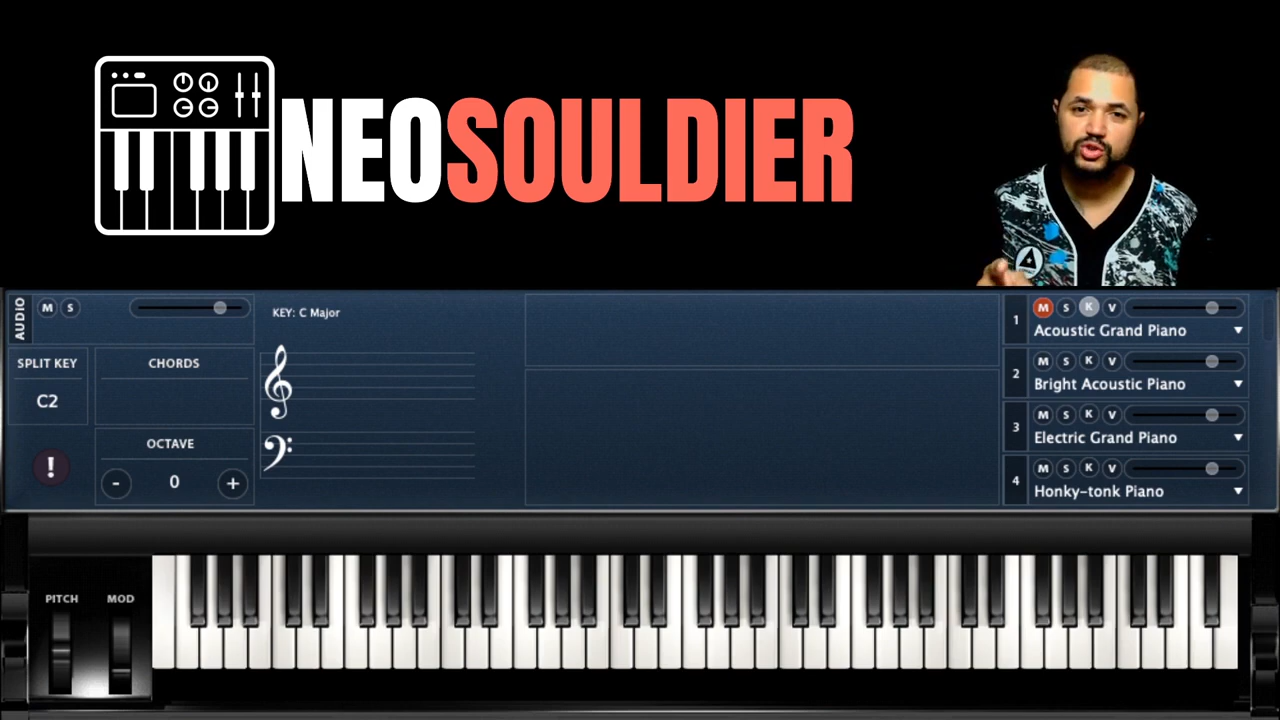 NEOSOULDIER
AUDIO
M S
KEY: C Major
SPLIT KEY
C2
!
CHORDS
OCTAVE
- 0 +
1
M S K V
Acoustic Grand Piano
2
M S K V
Bright Acoustic Piano
3
M S K V
Electric Grand Piano
4
M S K V
Honky-tonk Piano
PITCH MOD